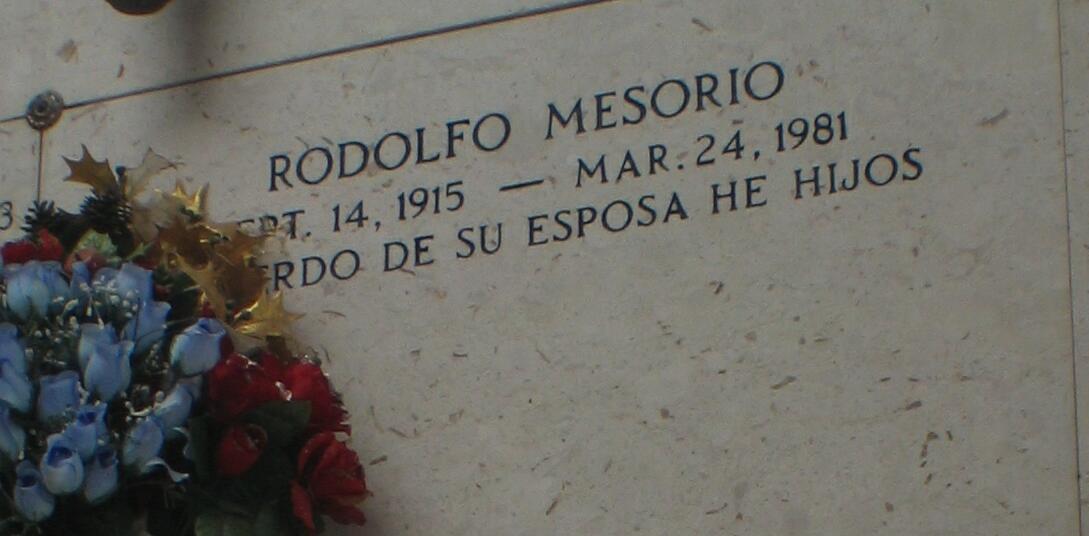 RODOLFO MESORIO
14, 1915 — MAR. 24, 1981
DE SU ESPOSA HE HIJOS